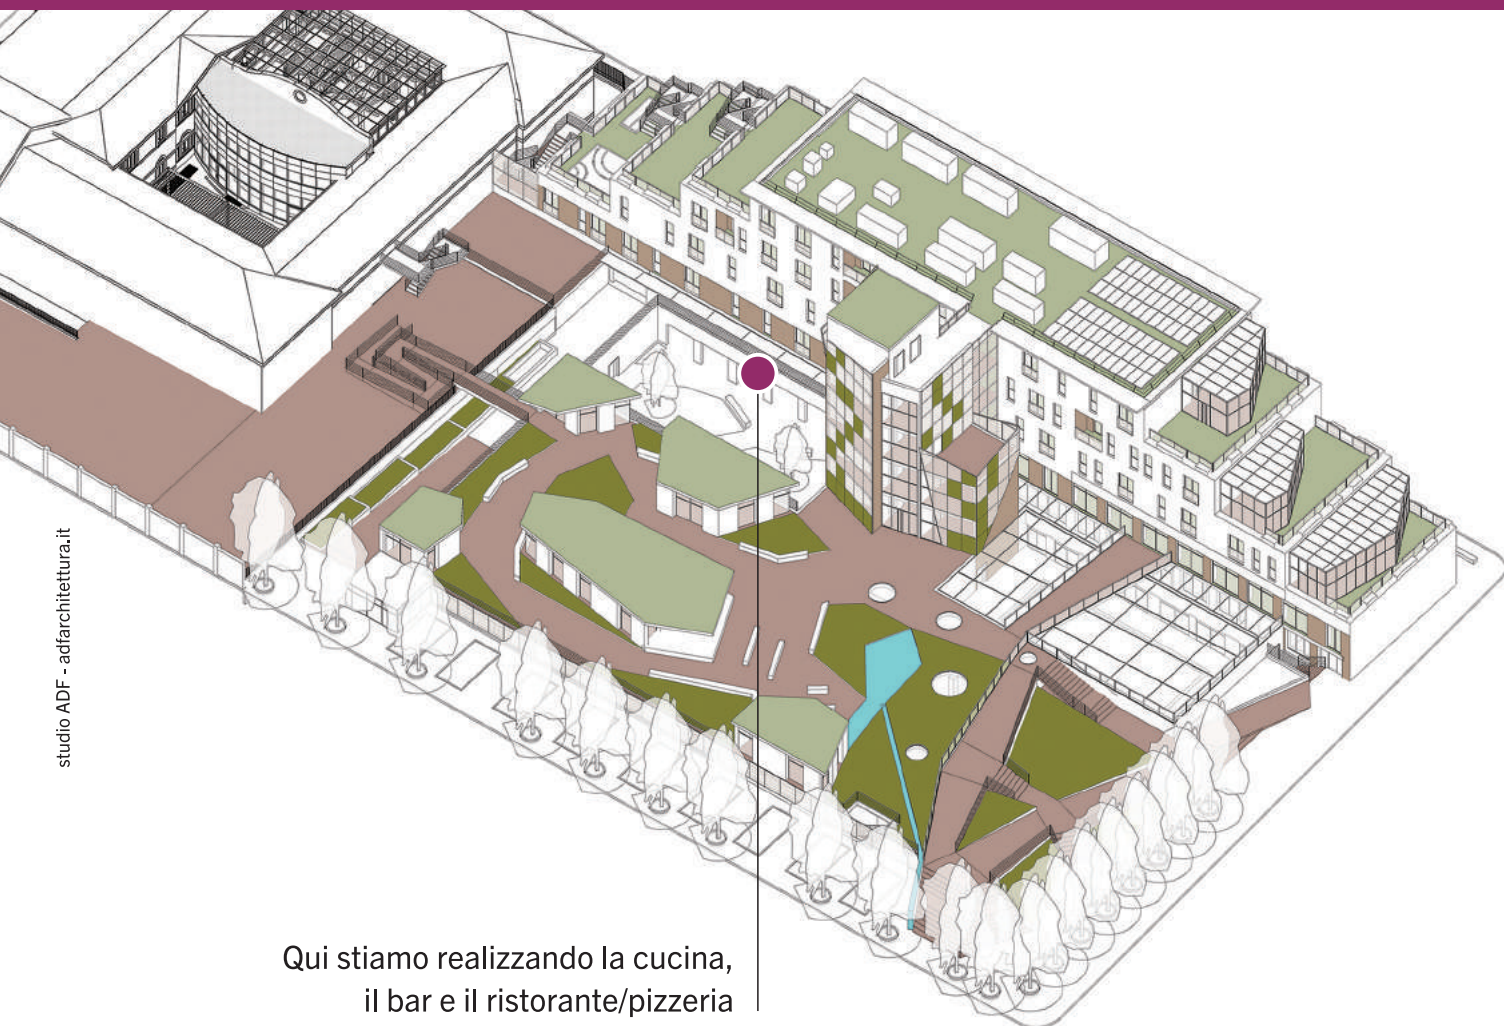 studio ADF - adfarchitettura.it
Qui stiamo realizzando la cucina,
il bar e il ristorante/pizzeria